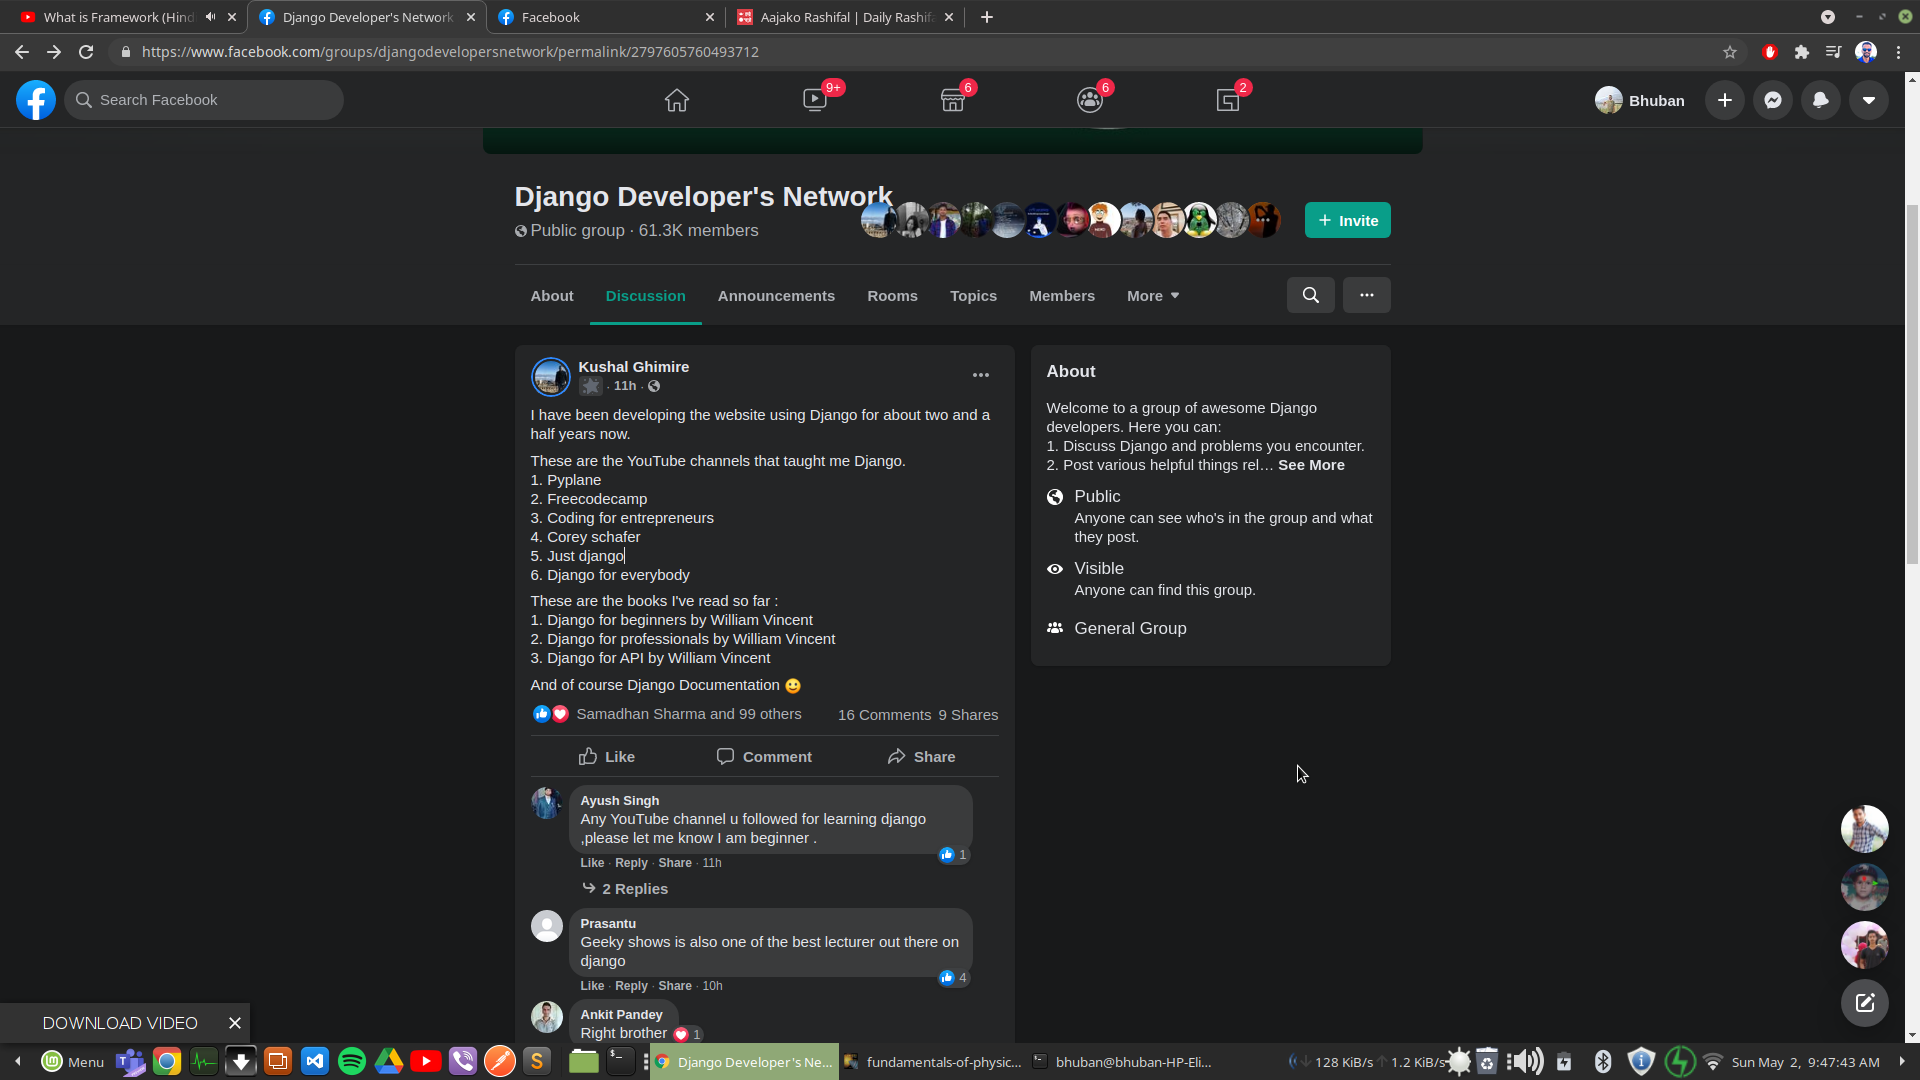 What is Framework (Hind
Django Developer's Network
Facebook
Aajako Rashifal | Daily Rashifa
https://www.facebook.com/groups/djangodevelopersnetwork/permalink/2797605760493712
Search Facebook
9+
6
6
2
Bhuban
Django Developer's Network
Public group · 61.3K members
+ Invite
About
Discussion
Announcements
Rooms
Topics
Members
More
Kushal Ghimire
· 11h ·
I have been developing the website using Django for about two and a
half years now.
These are the YouTube channels that taught me Django.
1. Pyplane
2. Freecodecamp
3. Coding for entrepreneurs
4. Corey schafer
5. Just django
6. Django for everybody
These are the books I've read so far :
1. Django for beginners by William Vincent
2. Django for professionals by William Vincent
3. Django for API by William Vincent
And of course Django Documentation 🙂
Samadhan Sharma and 99 others
16 Comments 9 Shares
Like
Comment
Share
Ayush Singh
Any YouTube channel u followed for learning django
,please let me know I am beginner .
1
Like · Reply · Share · 11h
2 Replies
Prasantu
Geeky shows is also one of the best lecturer out there on
django
4
Like · Reply · Share · 10h
Ankit Pandey
Right brother
1
About
Welcome to a group of awesome Django
developers. Here you can:
1. Discuss Django and problems you encounter.
2. Post various helpful things rel… See More
Public
Anyone can see who's in the group and what
they post.
Visible
Anyone can find this group.
General Group
DOWNLOAD VIDEO
Menu
Django Developer's Ne...
fundamentals-of-physic...
bhuban@bhuban-HP-Eli...
128 KiB/s
1.2 KiB/s
Sun May 2, 9:47:43 AM